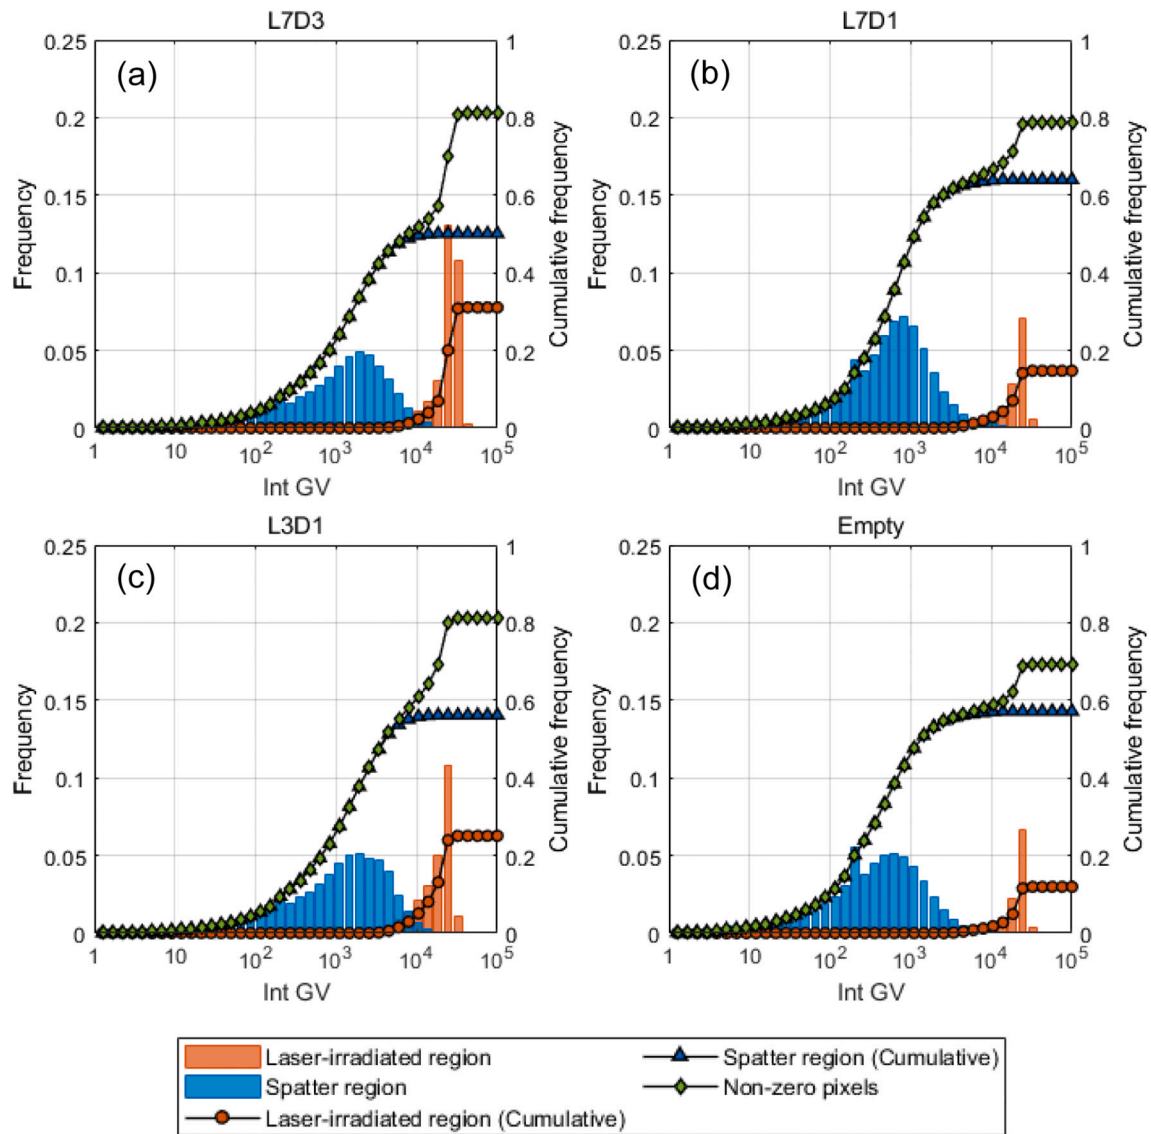 L7D3
(a)
0.25
0.2
0.15
0.1
0.05
0
Frequency
1
0.8
0.6
0.4
0.2
0
Cumulative frequency
1 10 10² 10³ 10⁴ 10⁵
Int GV
L7D1
(b)
0.25
0.2
0.15
0.1
0.05
0
Frequency
1
0.8
0.6
0.4
0.2
0
Cumulative frequency
1 10 10² 10³ 10⁴ 10⁵
Int GV
L3D1
(c)
0.25
0.2
0.15
0.1
0.05
0
Frequency
1
0.8
0.6
0.4
0.2
0
Cumulative frequency
1 10 10² 10³ 10⁴ 10⁵
Int GV
Empty
(d)
0.25
0.2
0.15
0.1
0.05
0
Frequency
1
0.8
0.6
0.4
0.2
0
Cumulative frequency
1 10 10² 10³ 10⁴ 10⁵
Int GV
Laser-irradiated region
Spatter region
Laser-irradiated region (Cumulative)
Spatter region (Cumulative)
Non-zero pixels